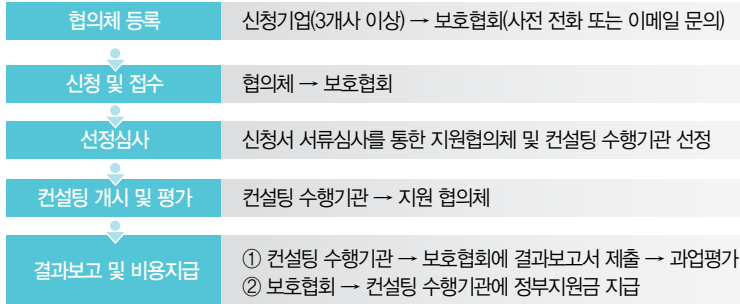 협의체 등록
신청기업(3개사 이상) → 보호협회(사전 전화 또는 이메일 문의)
신청 및 접수
협의체 → 보호협회
선정심사
신청서 서류심사를 통한 지원협의체 및 컨설팅 수행기관 선정
컨설팅 개시 및 평가
컨설팅 수행기관 → 지원 협의체
결과보고 및 비용지급
① 컨설팅 수행기관 → 보호협회에 결과보고서 제출 → 과업평가
② 보호협회 → 컨설팅 수행기관에 정부지원금 지급